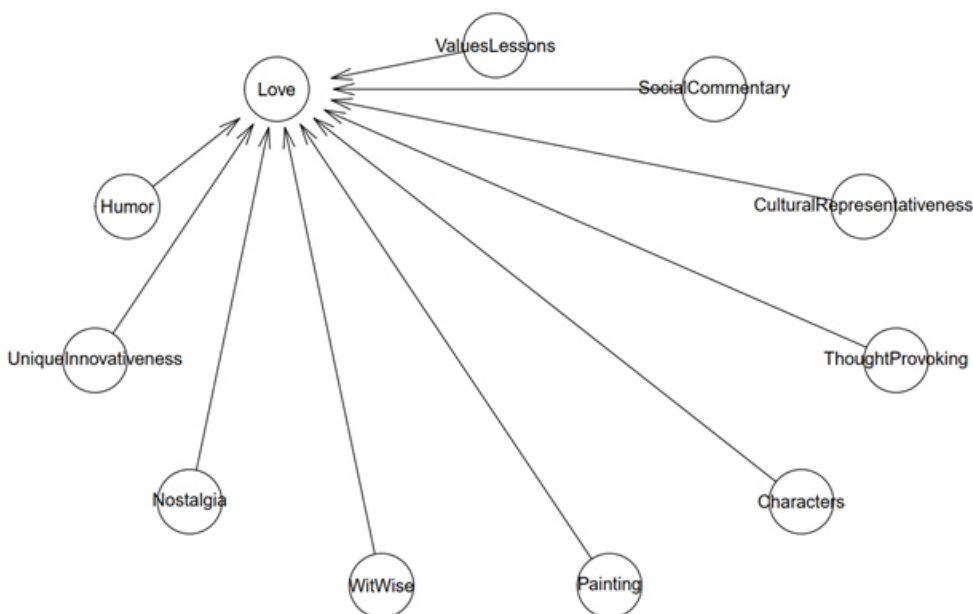 ValuesLessons
Love
SocialCommentary
Humor
CulturalRepresentativeness
UniqueInnovativeness
ThoughtProvoking
Nostalgia
Characters
WitWise
Painting